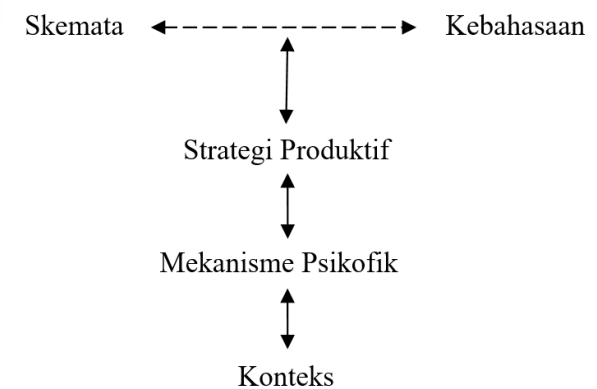 Skemata Kebahasaan
Strategi Produktif
Mekanisme Psikofik
Konteks